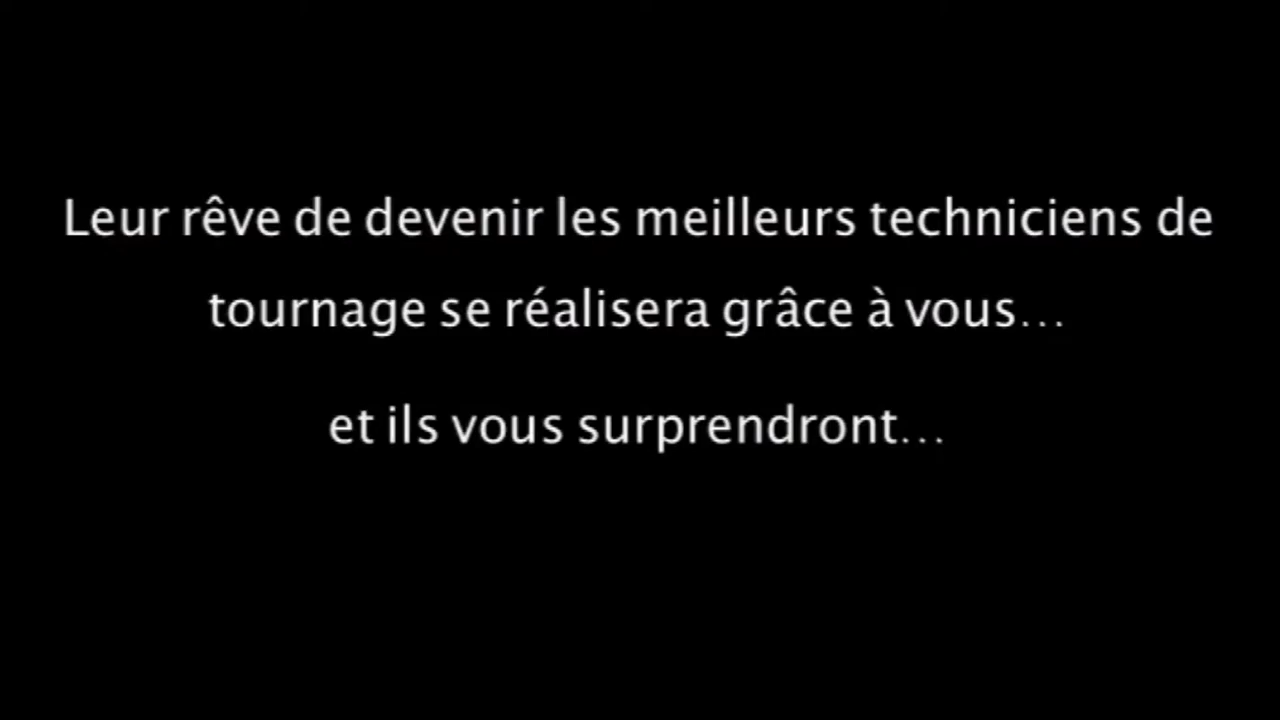 Leur rêve de devenir les meilleurs techniciens de
tournage se réalisera grâce à vous...
et ils vous surprendront...